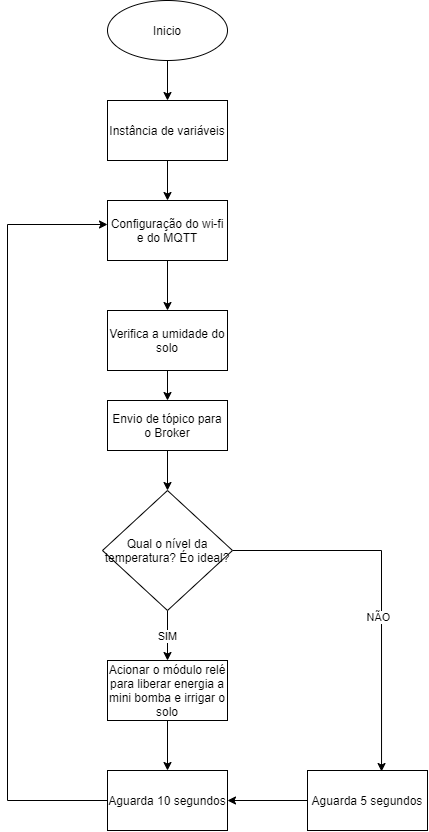 Inicio
Instância de variáveis
Configuração do wi-fi
e do MQTT
Verifica a umidade do
solo
Envio de tópico para
o Broker
Qual o nível da
temperatura? Éo ideal?
SIM
NÃO
Acionar o módulo relé
para liberar energia a
mini bomba e irrigar o
solo
Aguarda 10 segundos
Aguarda 5 segundos